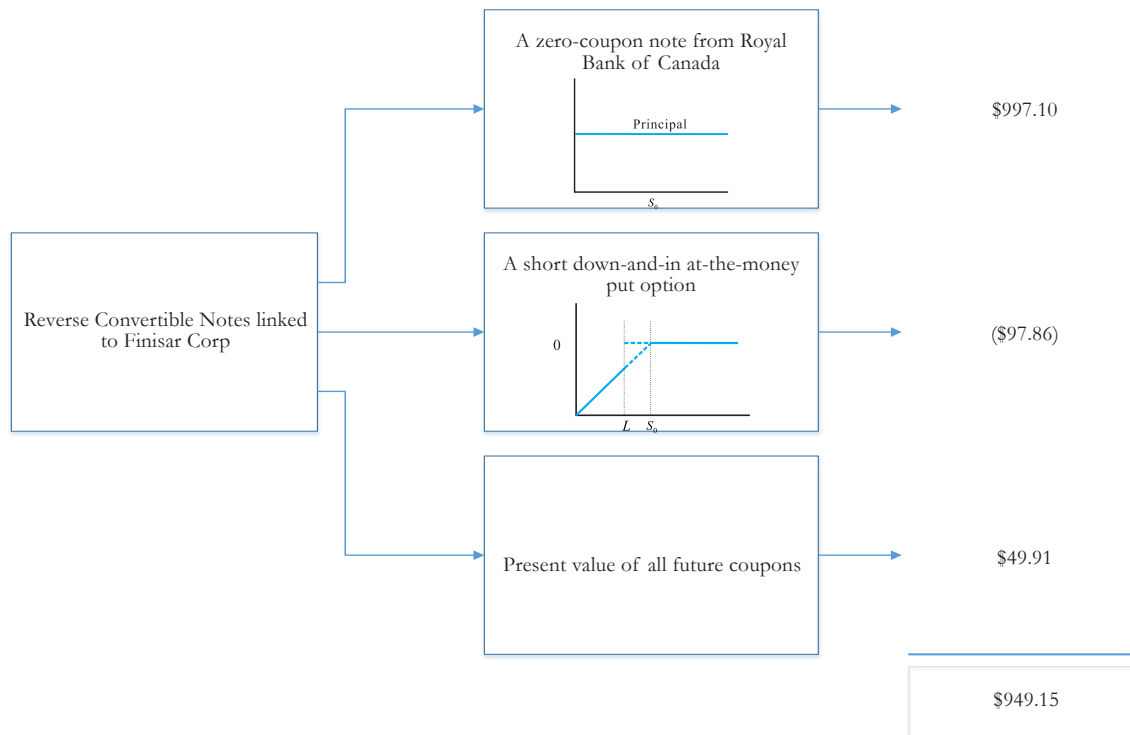 A zero-coupon note from Royal
Bank of Canada
Principal
S₀
$997.10
Reverse Convertible Notes linked
to Finisar Corp
A short down-and-in at-the-money
put option
0
L S₀
($97.86)
Present value of all future coupons
$49.91
$949.15